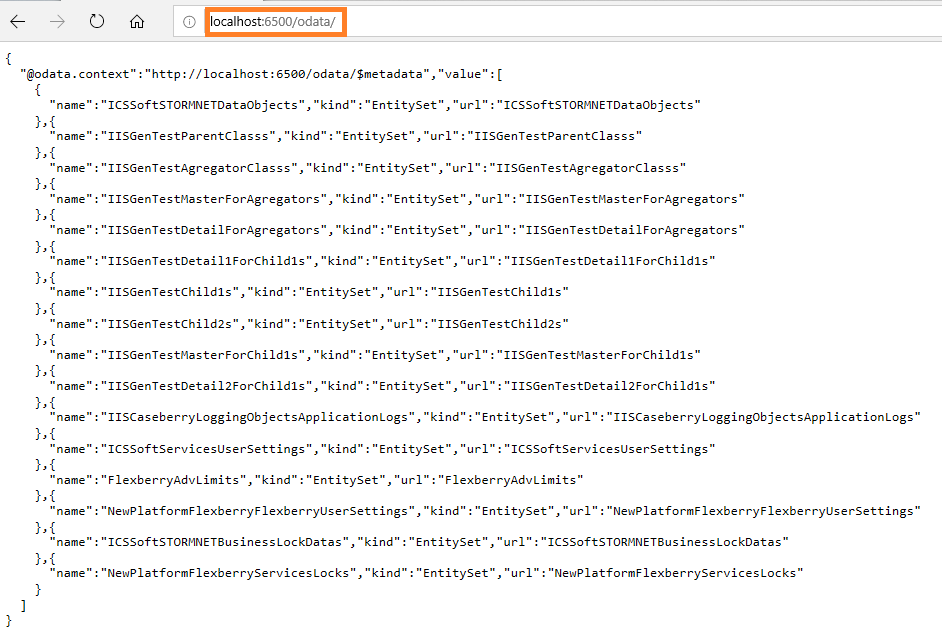 localhost:6500/odata/
{
"@odata.context":"http://localhost:6500/odata/$metadata","value":[
{
"name":"ICSSoftSTORMNETDataObjects","kind":"EntitySet","url":"ICSSoftSTORMNETDataObjects"
},{
"name":"IISGenTestParentClasss","kind":"EntitySet","url":"IISGenTestParentClasss"
},{
"name":"IISGenTestAgregatorClasss","kind":"EntitySet","url":"IISGenTestAgregatorClasss"
},{
"name":"IISGenTestMasterForAgregators","kind":"EntitySet","url":"IISGenTestMasterForAgregators"
},{
"name":"IISGenTestDetailForAgregators","kind":"EntitySet","url":"IISGenTestDetailForAgregators"
},{
"name":"IISGenTestDetail1ForChild1s","kind":"EntitySet","url":"IISGenTestDetail1ForChild1s"
},{
"name":"IISGenTestChild1s","kind":"EntitySet","url":"IISGenTestChild1s"
},{
"name":"IISGenTestChild2s","kind":"EntitySet","url":"IISGenTestChild2s"
},{
"name":"IISGenTestMasterForChild1s","kind":"EntitySet","url":"IISGenTestMasterForChild1s"
},{
"name":"IISGenTestDetail2ForChild1s","kind":"EntitySet","url":"IISGenTestDetail2ForChild1s"
},{
"name":"IISCaseberryLoggingObjectsApplicationLogs","kind":"EntitySet","url":"IISCaseberryLoggingObjectsApplicationLogs"
},{
"name":"ICSSoftServicesUserSettings","kind":"EntitySet","url":"ICSSoftServicesUserSettings"
},{
"name":"FlexberryAdvLimits","kind":"EntitySet","url":"FlexberryAdvLimits"
},{
"name":"NewPlatformFlexberryFlexberryUserSettings","kind":"EntitySet","url":"NewPlatformFlexberryFlexberryUserSettings"
},{
"name":"ICSSoftSTORMNETBusinessLockDatas","kind":"EntitySet","url":"ICSSoftSTORMNETBusinessLockDatas"
},{
"name":"NewPlatformFlexberryServicesLocks","kind":"EntitySet","url":"NewPlatformFlexberryServicesLocks"
}
]
}